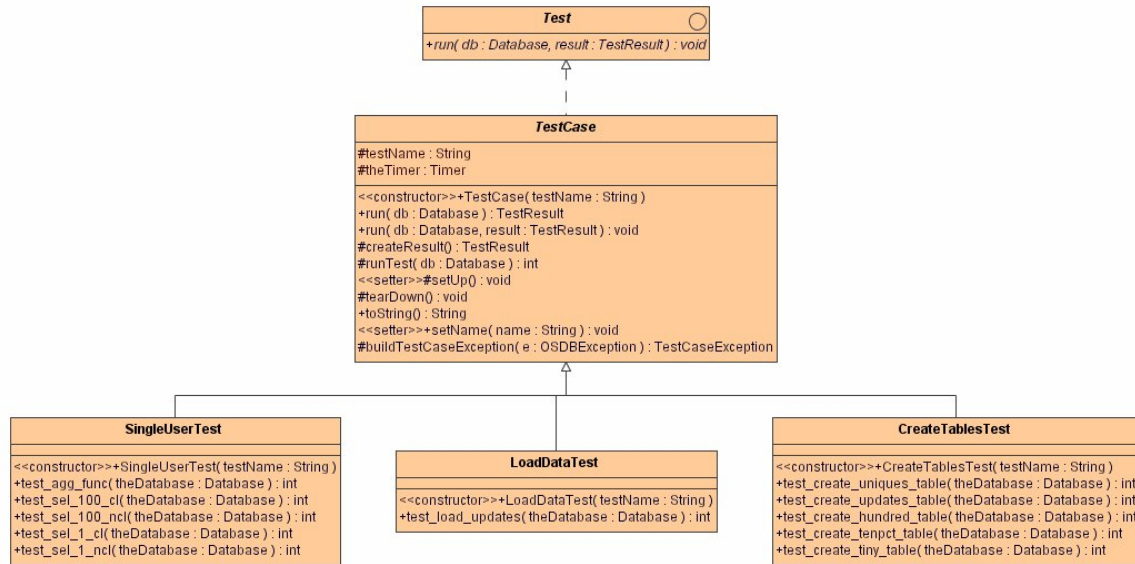 Test
+run( db : Database, result : TestResult ) : void
TestCase
#testName : String
#theTimer : Timer
<<constructor>>+TestCase( testName : String )
+run( db : Database ) : TestResult
+run( db : Database, result : TestResult ) : void
#createResult() : TestResult
#runTest( db : Database ) : int
<<setter>>#setUp() : void
#tearDown() : void
+toString() : String
<<setter>>+setName( name : String ) : void
#buildTestCaseException( e : OSDBException ) : TestCaseException
SingleUserTest
<<constructor>>+SingleUserTest( testName : String )
+test_agg_func( theDatabase : Database ) : int
+test_sel_100_cl( theDatabase : Database ) : int
+test_sel_100_ncl( theDatabase : Database ) : int
+test_sel_1_cl( theDatabase : Database ) : int
+test_sel_1_ncl( theDatabase : Database ) : int
LoadDataTest
<<constructor>>+LoadDataTest( testName : String )
+test_load_updates( theDatabase : Database ) : int
CreateTablesTest
<<constructor>>+CreateTablesTest( testName : String )
+test_create_uniques_table( theDatabase : Database ) : int
+test_create_updates_table( theDatabase : Database ) : int
+test_create_hundred_table( theDatabase : Database ) : int
+test_create_tenpct_table( theDatabase : Database ) : int
+test_create_tiny_table( theDatabase : Database ) : int